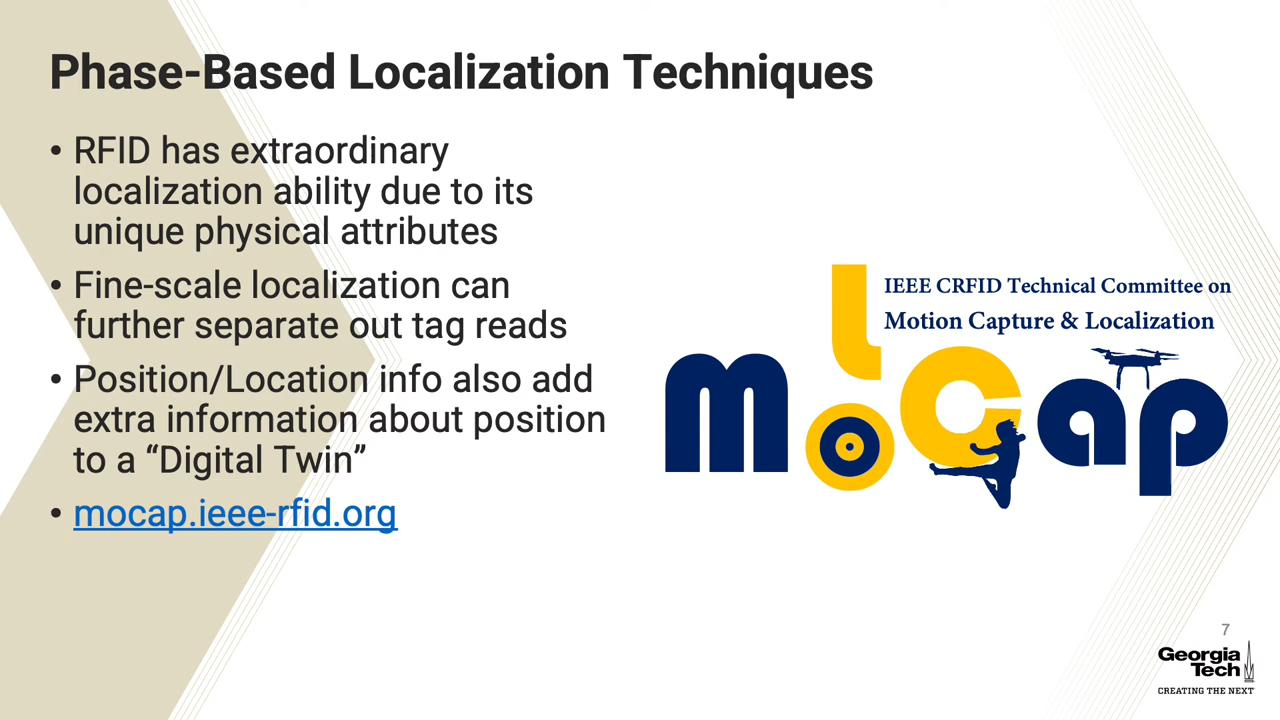 Phase-Based Localization Techniques
• RFID has extraordinary
localization ability due to its
unique physical attributes
• Fine-scale localization can
further separate out tag reads
• Position/Location info also add
extra information about position
to a “Digital Twin”
• mocap.ieee-rfid.org
IEEE CRFID Technical Committee on
Motion Capture & Localization
moloCap
7
Georgia
Tech
CREATING THE NEXT